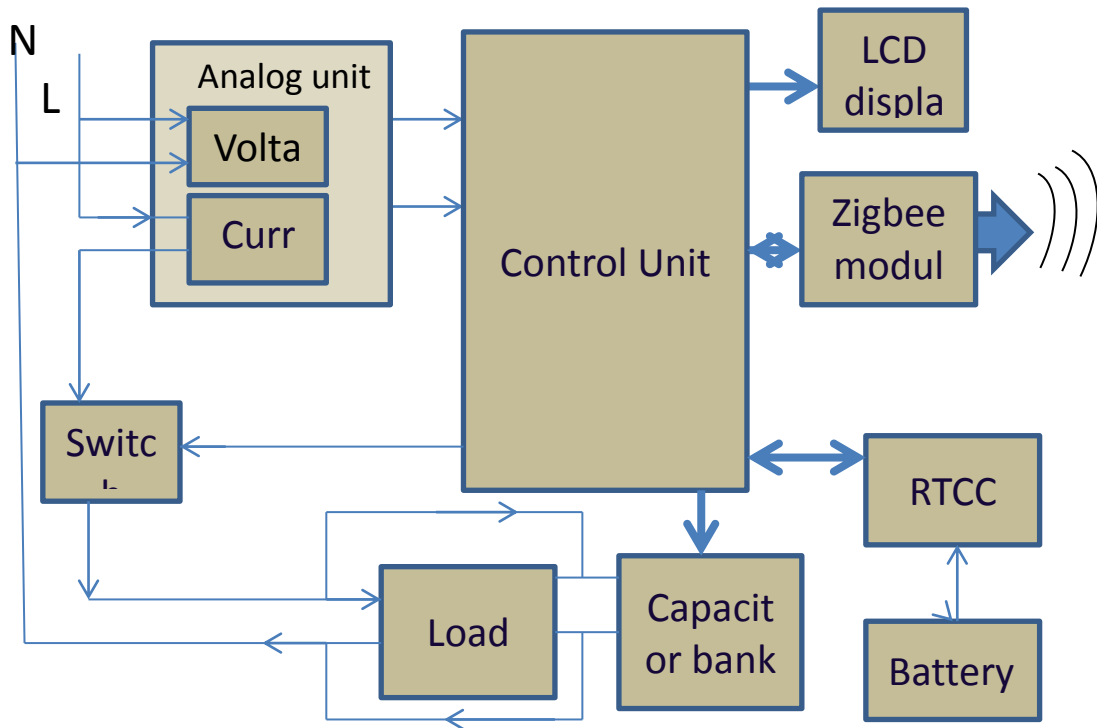 N
L
Analog unit
Volta
Curr
Control Unit
LCD
displa
Zigbee
modul
Switc
RTCC
Load
Capacit
or bank
Battery